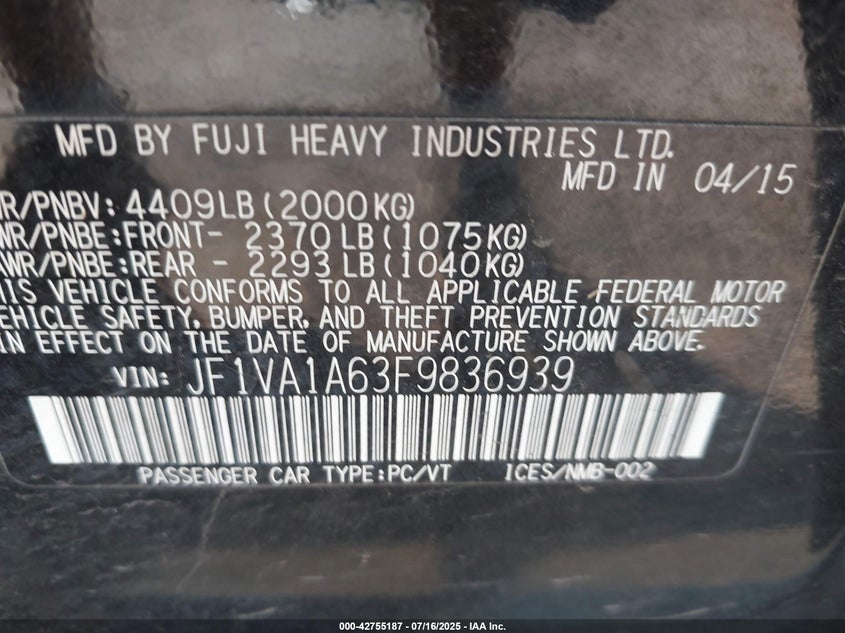 MFD BY FUJI HEAVY INDUSTRIES LTD.
MFD IN 04/15
R/PNBV: 4409LB (2000KG)
WR/PNBE:FRONT- 2370 LB (1075KG)
WR/PNBE:REAR - 2293 LB (1040KG)
IS VEHICLE CONFORMS TO ALL APPLICABLE FEDERAL MOTOR
EHICLE SAFETY, BUMPER, AND THEFT PREVENTION STANDARDS
IN EFFECT ON THE DATE OF MANUFACTURE SHOWN ABOVE.
VIN: JF1VA1A63F9836939
PASSENGER CAR TYPE:PC/VT ICES/NMB-002
000-42755187 - 07/16/2025 - IAA Inc.